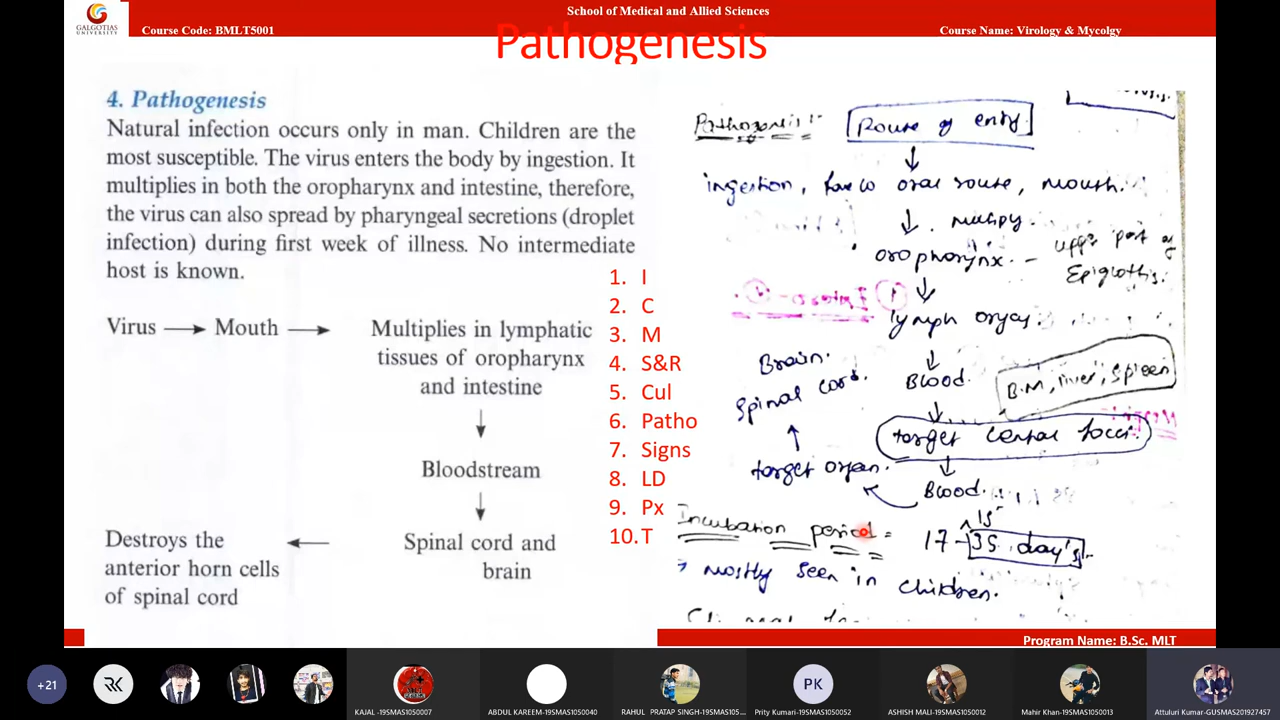 GALGOTIAS
UNIVERSITY
School of Medical and Allied Sciences
Course Code: BMLT5001
Course Name: Virology & Mycolgy
Pathogenesis
4. Pathogenesis
Natural infection occurs only in man. Children are the
most susceptible. The virus enters the body by ingestion. It
multiplies in both the oropharynx and intestine, therefore,
the virus can also spread by pharyngeal secretions (droplet
infection) during first week of illness. No intermediate
host is known.
Virus → Mouth →
Multiplies in lymphatic
tissues of oropharynx
and intestine
↓
Bloodstream
↓
Spinal cord and
brain
←
Destroys the
anterior horn cells
of spinal cord
1. I
2. C
3. M
4. S&R
5. Cul
6. Patho
7. Signs
8. LD
9. Px
10. T
Route of entry
↓
ingestion, oral route, mouth.
↓
oropharynx. -
part of
Epiglottis.
↓
lymph
↓
Blood.
B.M, liver, spleen
↓
target
↓
Blood
target organ.
↑
Brain.
Spinal cord.
Incubation period = 17 - 35 days.
→ mostly seen in children.
Program Name: B.Sc. MLT
+21
RK
PK
KAJAL -19SMAS1050007
ABDUL KAREEM-19SMAS1050040
RAHUL PRATAP SINGH-19SMAS105...
Prity Kumari-19SMAS1050052
ASHISH MALI-19SMAS1050012
Mahir Khan-19SMAS1050013
Attuluri Kumar-GUSMAS201927457